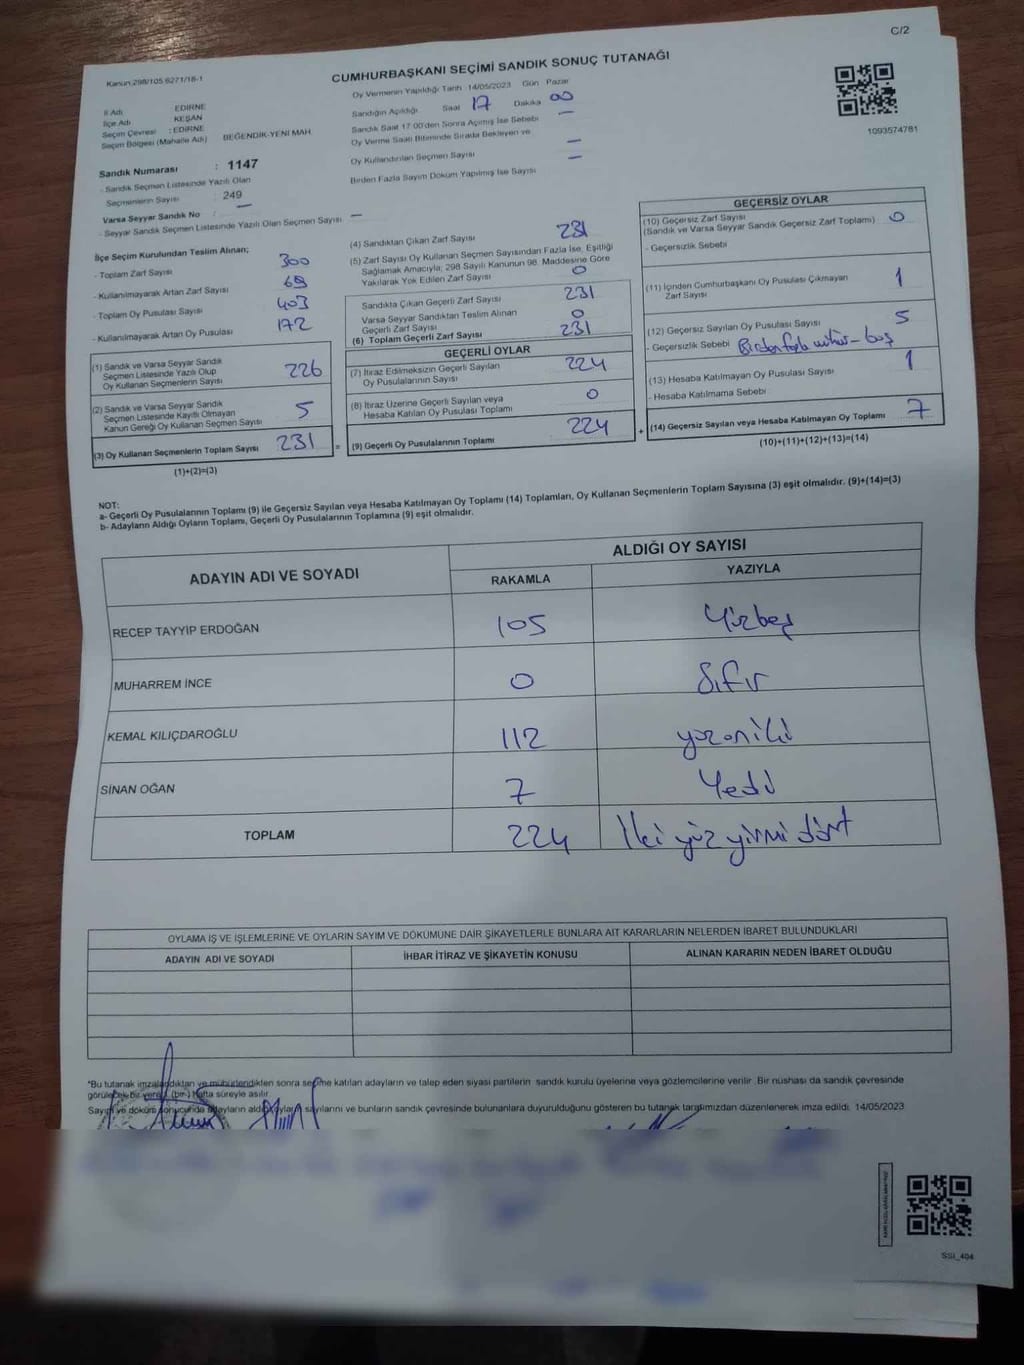 C/2
Kanun 298/105 6271/18-1
CUMHURBAŞKANI SEÇİMİ SANDIK SONUÇ TUTANAĞI
İl Adı EDİRNE
İlçe Adı KEŞAN
Seçim Çevresi : EDİRNE
Seçim Bölgesi (Mahalle Adı) BEĞENDİK-YENİ MAH.
Sandık Numarası : 1147
- Sandık Seçmen Listesinde Yazılı Olan
Seçmenlerin Sayısı : 249
Varsa Seyyar Sandık No : —
- Seyyar Sandık Seçmen Listesinde Yazılı Olan Seçmen Sayısı —
Oy Vermenin Yapıldığı Tarih 14/05/2023 Gün Pazar
Sandığın Açıldığı Saat 17 Dakika 00
Sandık Saat 17.00'den Sonra Açılmış İse Sebebi —
Oy Verme Saati Bitiminde Sırada Bekleyen ve
Oy Kullandırılan Seçmen Sayısı —
Birden Fazla Sayım Döküm Yapılmış İse Sayısı —
1093574781
İlçe Seçim Kurulundan Teslim Alınan;
- Toplam Zarf Sayısı 300
- Kullanılmayarak Artan Zarf Sayısı 69
- Toplam Oy Pusulası Sayısı 403
- Kullanılmayarak Artan Oy Pusulası 172
(1) Sandık ve Varsa Seyyar Sandık
Seçmen Listesinde Yazılı Olup
Oy Kullanan Seçmenlerin Sayısı 226
(2) Sandık ve Varsa Seyyar Sandık
Seçmen Listesinde Kayıtlı Olmayan
Kanun Gereği Oy Kullanan Seçmen Sayısı 5
(3) Oy Kullanan Seçmenlerin Toplam Sayısı 231 =
(1)+(2)=(3)
(4) Sandıktan Çıkan Zarf Sayısı 231
(5) Zarf Sayısı Oy Kullanan Seçmen Sayısından Fazla İse, Eşitliği
Sağlamak Amacıyla; 298 Sayılı Kanunun 98. Maddesine Göre
Yakılarak Yok Edilen Zarf Sayısı 0
Sandıkta Çıkan Geçerli Zarf Sayısı 231
Varsa Seyyar Sandıktan Teslim Alınan
Geçerli Zarf Sayısı 0
(6) Toplam Geçerli Zarf Sayısı 231
GEÇERLİ OYLAR
(7) İtiraz Edilmeksizin Geçerli Sayılan
Oy Pusulalarının Sayısı 224
(8) İtiraz Üzerine Geçerli Sayılan veya
Hesaba Katılan Oy Pusulası Toplamı 0
(9) Geçerli Oy Pusulalarının Toplamı 224 +
GEÇERSİZ OYLAR
(10) Geçersiz Zarf Sayısı
(Sandık ve Varsa Seyyar Sandık Geçersiz Zarf Toplamı) 0
- Geçersizlik Sebebi
(11) İçinden Cumhurbaşkanı Oy Pusulası Çıkmayan
Zarf Sayısı 1
(12) Geçersiz Sayılan Oy Pusulası Sayısı 5
- Geçersizlik Sebebi Birden fazla mühür - boş
(13) Hesaba Katılmayan Oy Pusulası Sayısı 1
- Hesaba Katılmama Sebebi
(14) Geçersiz Sayılan veya Hesaba Katılmayan Oy Toplamı 7
(10)+(11)+(12)+(13)=(14)
NOT:
a- Geçerli Oy Pusulalarının Toplamı (9) ile Geçersiz Sayılan veya Hesaba Katılmayan Oy Toplamı (14) Toplamları, Oy Kullanan Seçmenlerin Toplam Sayısına (3) eşit olmalıdır. (9)+(14)=(3)
b- Adayların Aldığı Oyların Toplamı, Geçerli Oy Pusulalarının Toplamına (9) eşit olmalıdır.
ADAYIN ADI VE SOYADI ALDIĞI OY SAYISI
RAKAMLA YAZIYLA
RECEP TAYYİP ERDOĞAN 105 Yüzbeş
MUHARREM İNCE 0 Sıfır
KEMAL KILIÇDAROĞLU 112 yüzoniki
SİNAN OĞAN 7 Yedi
TOPLAM 224 İki yüz yirmi dört
OYLAMA İŞ VE İŞLEMLERİNE VE OYLARIN SAYIM VE DÖKÜMÜNE DAİR ŞİKAYETLERLE BUNLARA AİT KARARLARIN NELERDEN İBARET BULUNDUKLARI
ADAYIN ADI VE SOYADI İHBAR İTİRAZ VE ŞİKAYETİN KONUSU ALINAN KARARIN NEDEN İBARET OLDUĞU
*Bu tutanak imzalandıktan ve mühürlendikten sonra seçime katılan adayların ve talep eden siyasi partilerin sandık kurulu üyelerine veya gözlemcilerine verilir. Bir nüshası da sandık çevresinde
görülecek bir yere 1 (bir) hafta süreyle asılır.
Sayım ve döküm sonucunda adayların aldığı oyların sayılarını ve bunların sandık çevresinde bulunanlara duyurulduğunu gösteren bu tutanak tarafımızdan düzenlenerek imza edildi. 14/05/2023
SSI_404